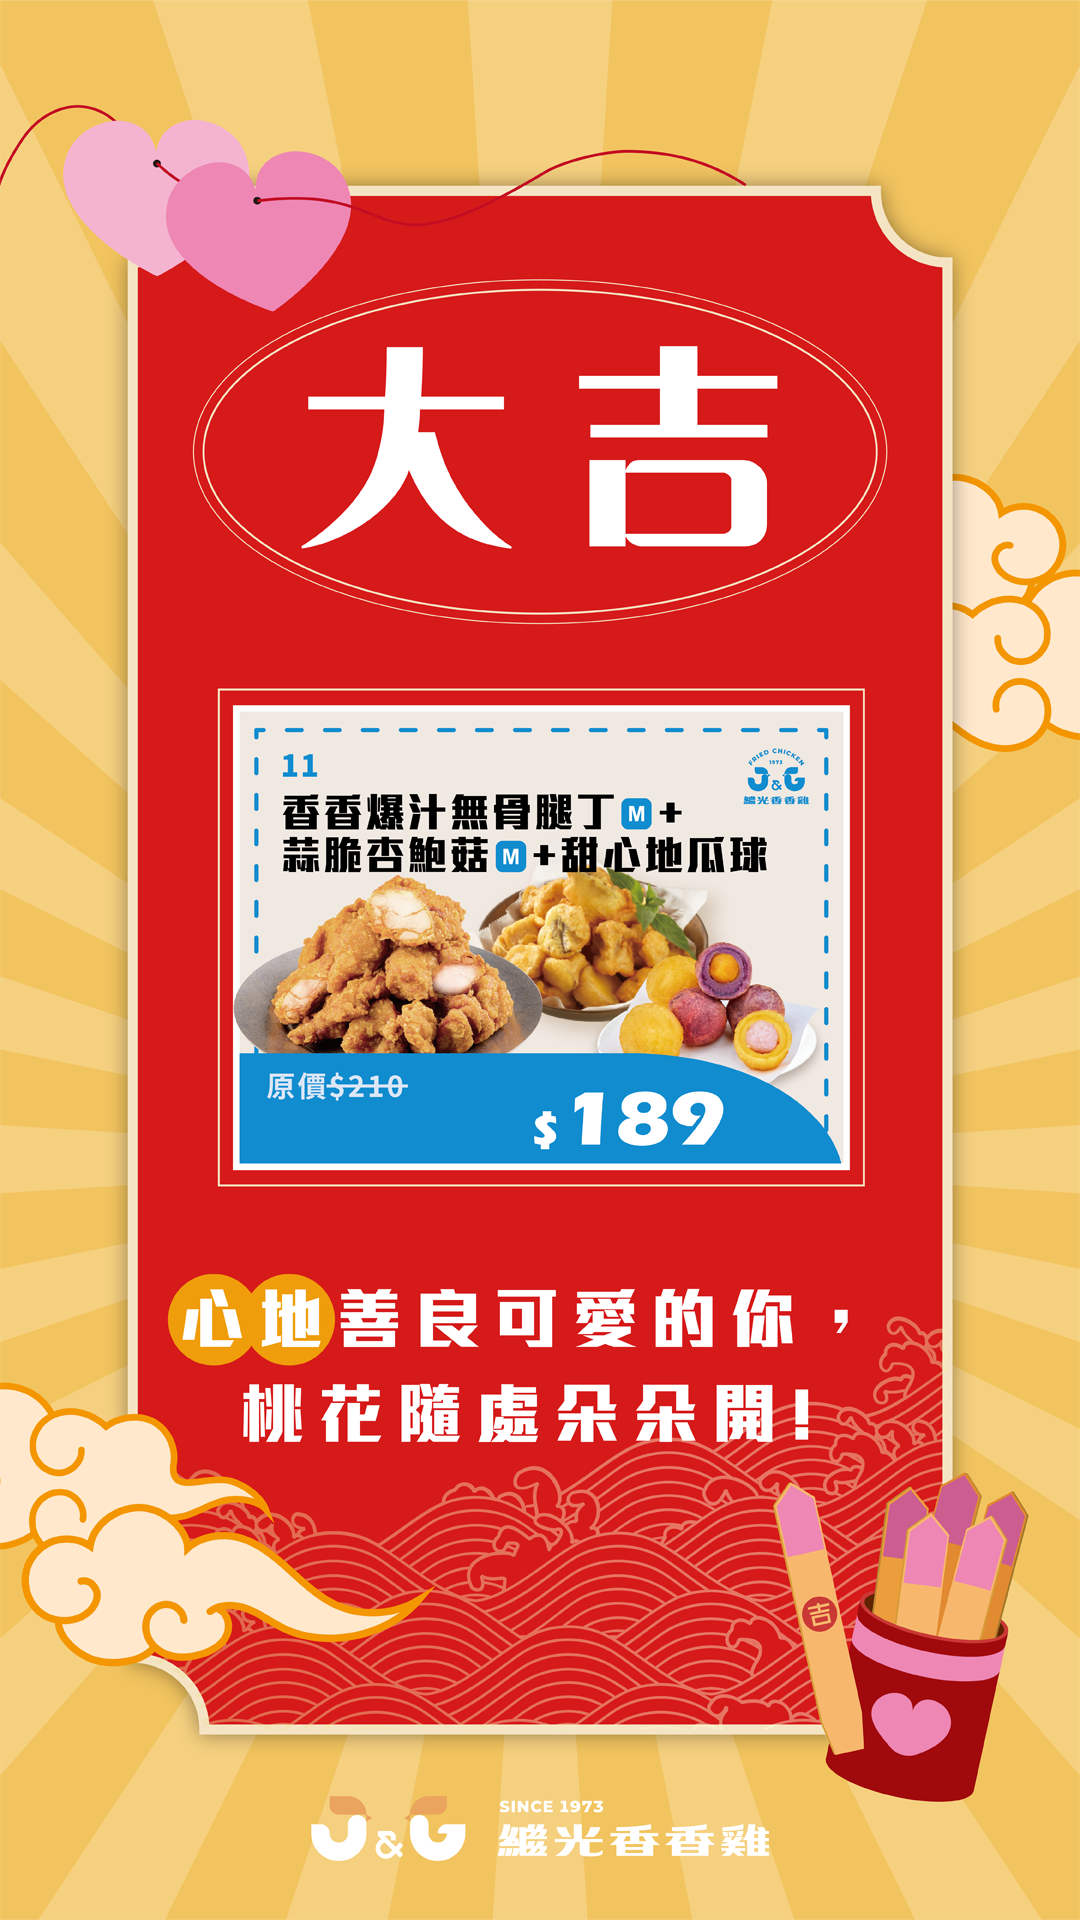 大吉
11
FRIED CHICKEN
1973
J&G
繼光香香雞
香香爆汁無骨腿丁M+
蒜脆杏鮑菇M+甜心地瓜球
原價$210
$189
心地善良可愛的你，
桃花隨處朵朵開!
吉
J&G
SINCE 1973
繼光香香雞